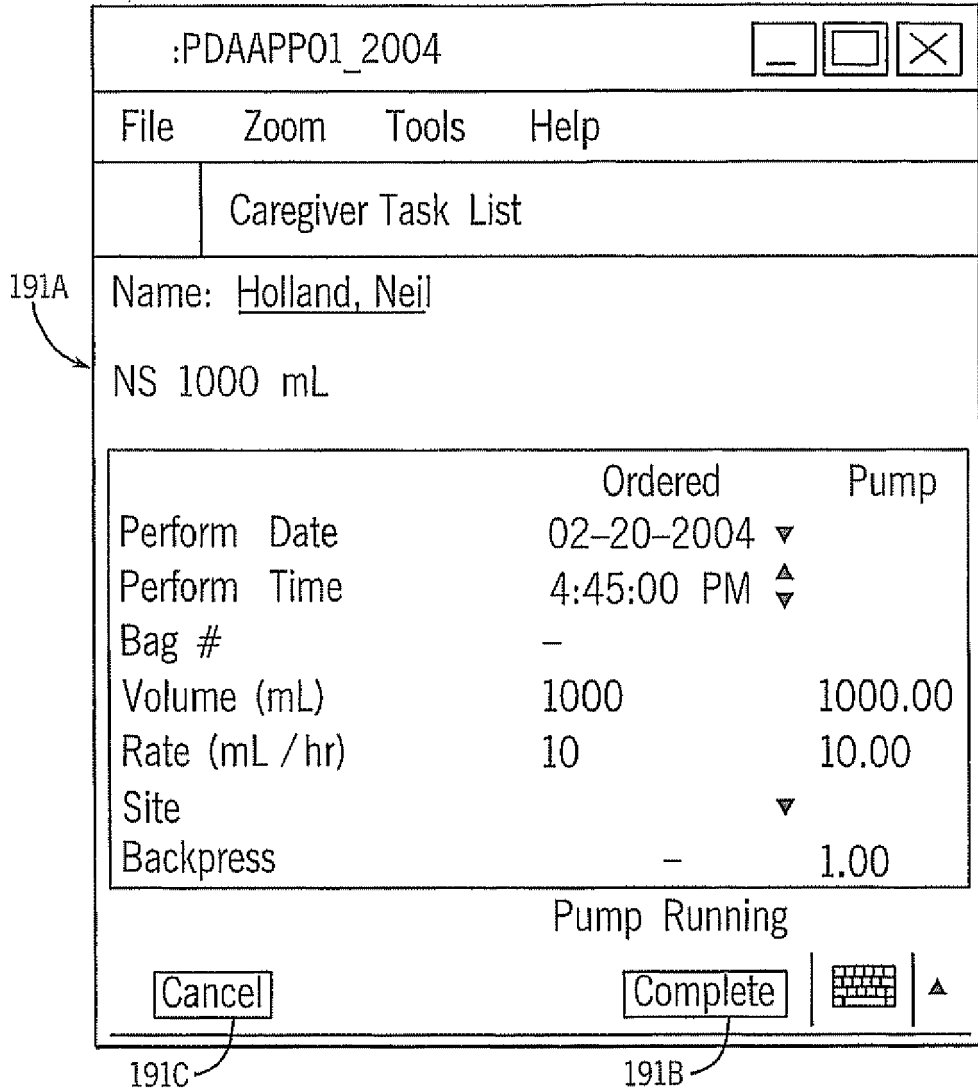 :PDAAPP01_2004
File Zoom Tools Help
Caregiver Task List
191A
Name: Holland, Neil
NS 1000 mL
Ordered Pump
Perform Date 02–20–2004
Perform Time 4:45:00 PM
Bag # –
Volume (mL) 1000 1000.00
Rate (mL / hr) 10 10.00
Site
Backpress – 1.00
Pump Running
Cancel Complete
191C 191B